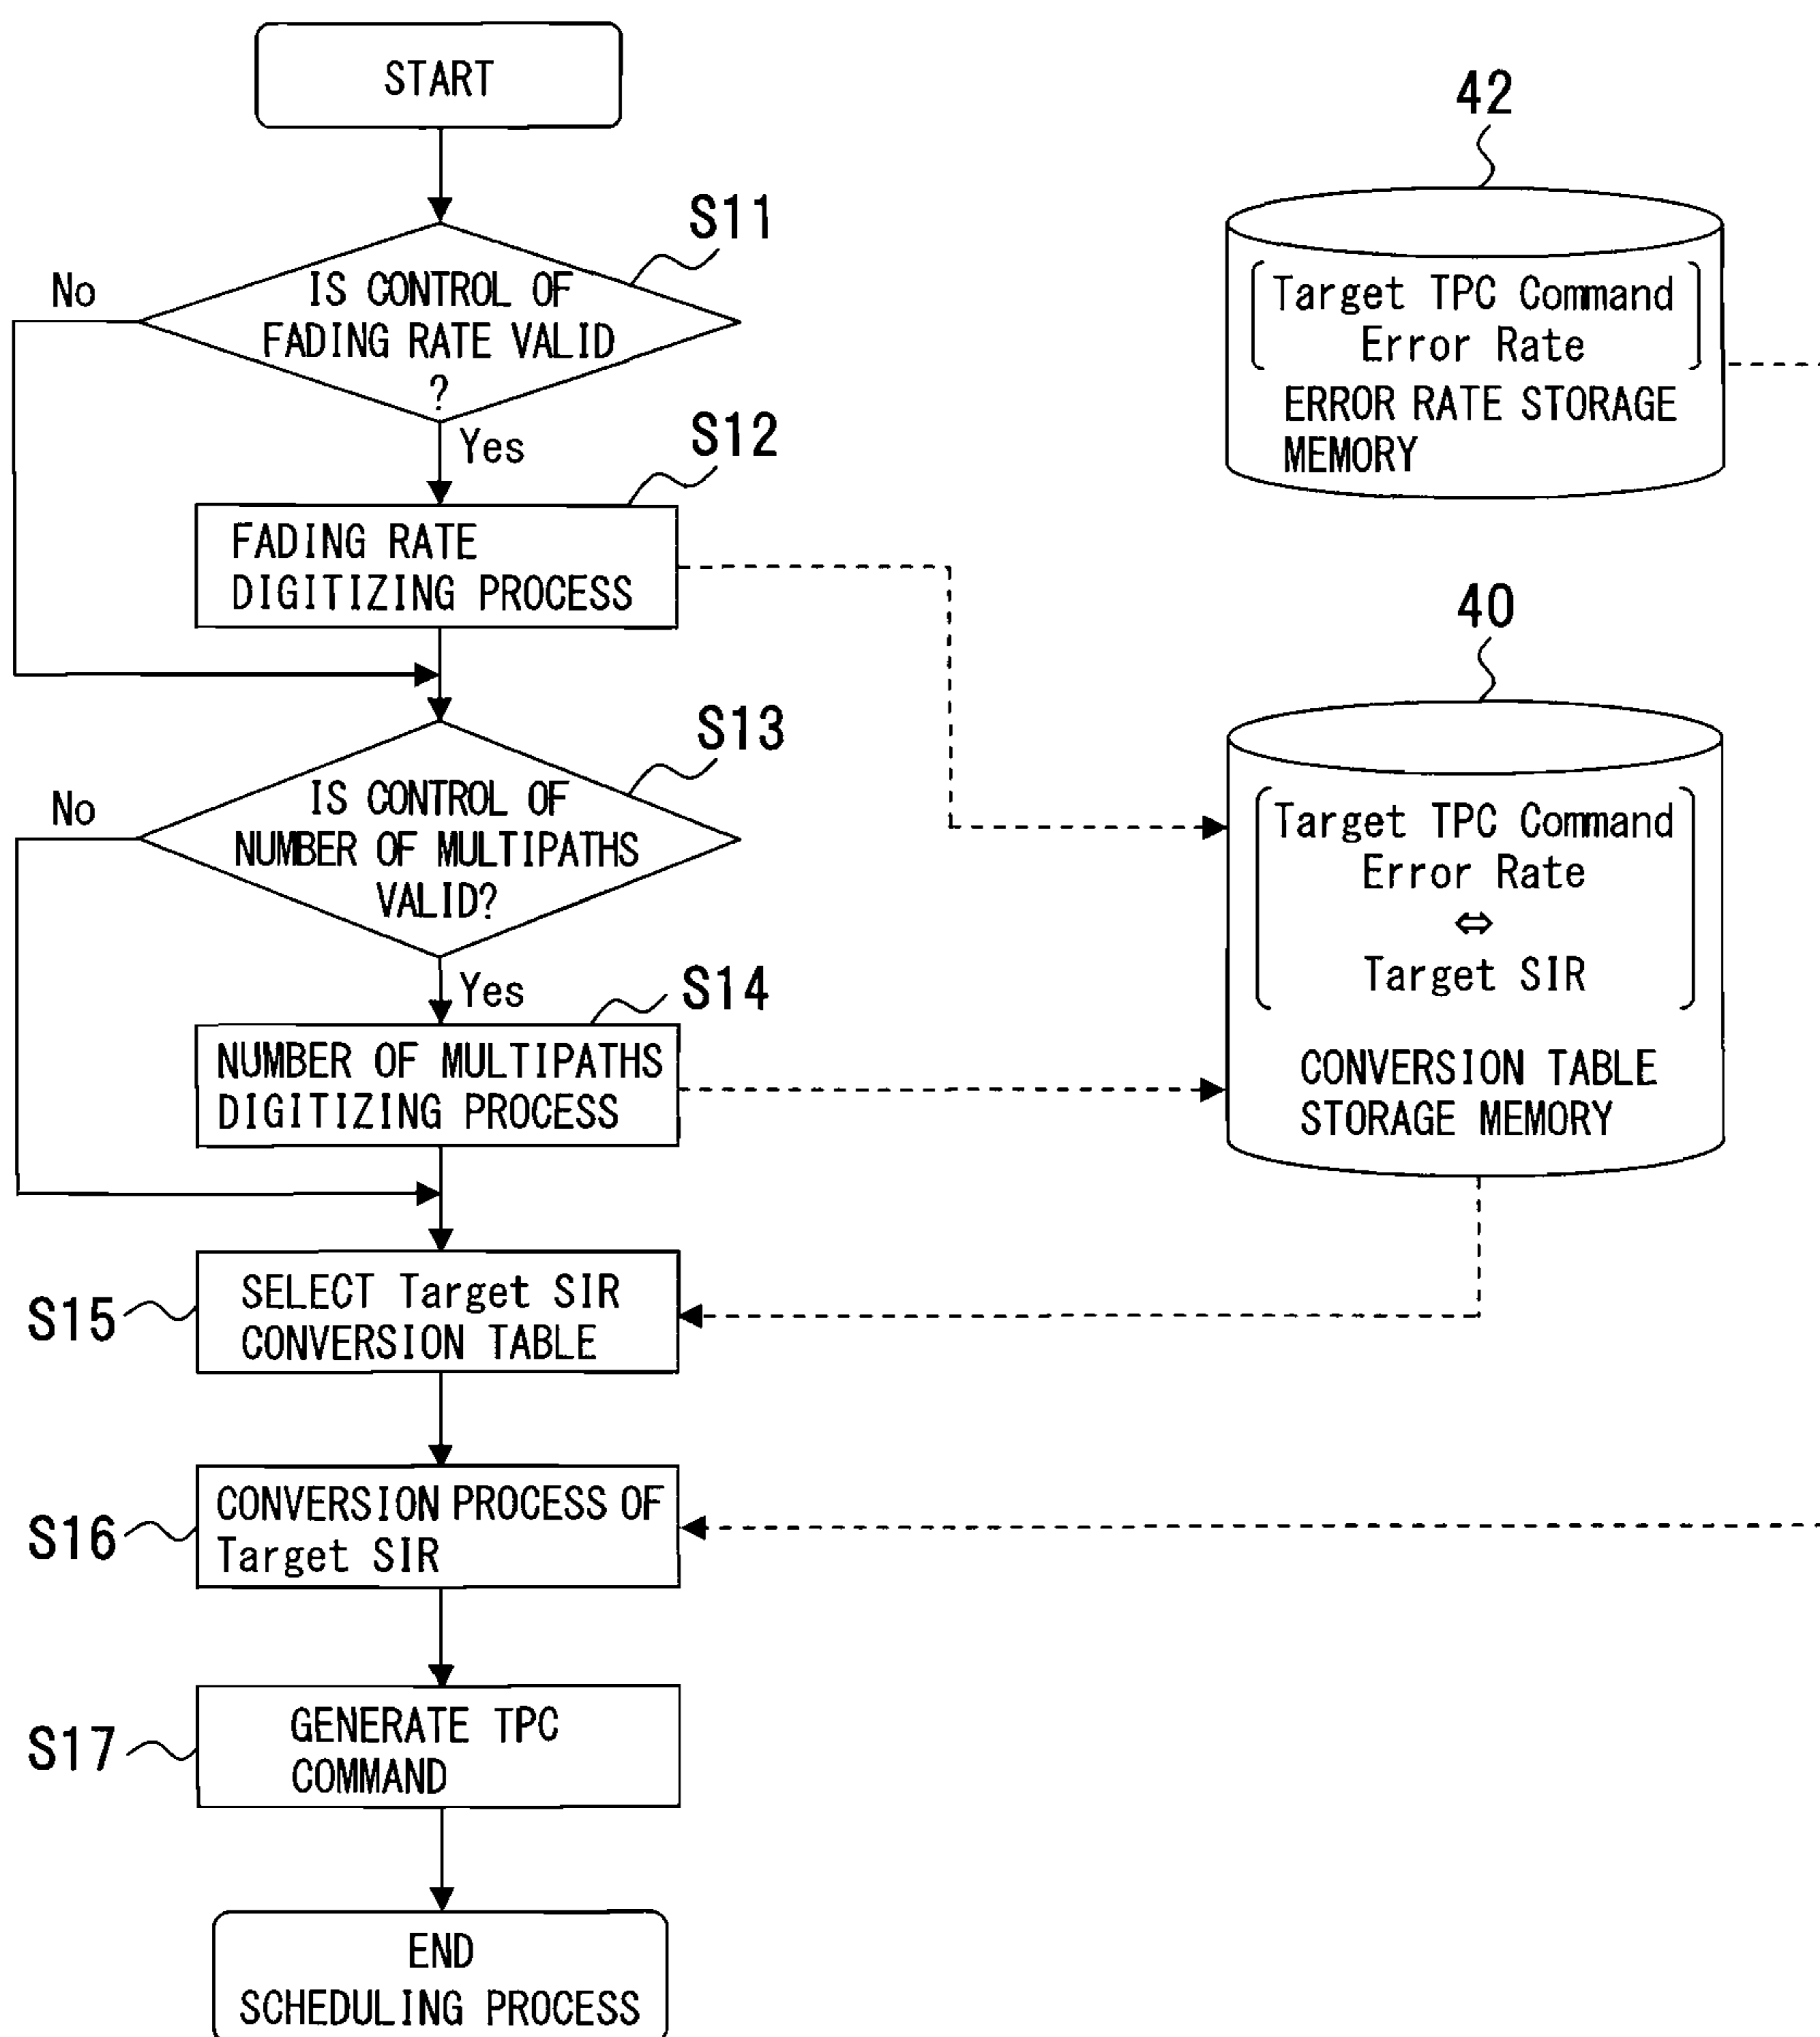 START
S11
No
IS CONTROL OF
FADING RATE VALID
?
Yes
S12
FADING RATE
DIGITIZING PROCESS
S13
No
IS CONTROL OF
NUMBER OF MULTIPATHS
VALID?
Yes
S14
NUMBER OF MULTIPATHS
DIGITIZING PROCESS
S15
SELECT Target SIR
CONVERSION TABLE
S16
CONVERSION PROCESS OF
Target SIR
S17
GENERATE TPC
COMMAND
END
SCHEDULING PROCESS
42
Target TPC Command
Error Rate
ERROR RATE STORAGE
MEMORY
40
Target TPC Command
Error Rate
⇔
Target SIR
CONVERSION TABLE
STORAGE MEMORY